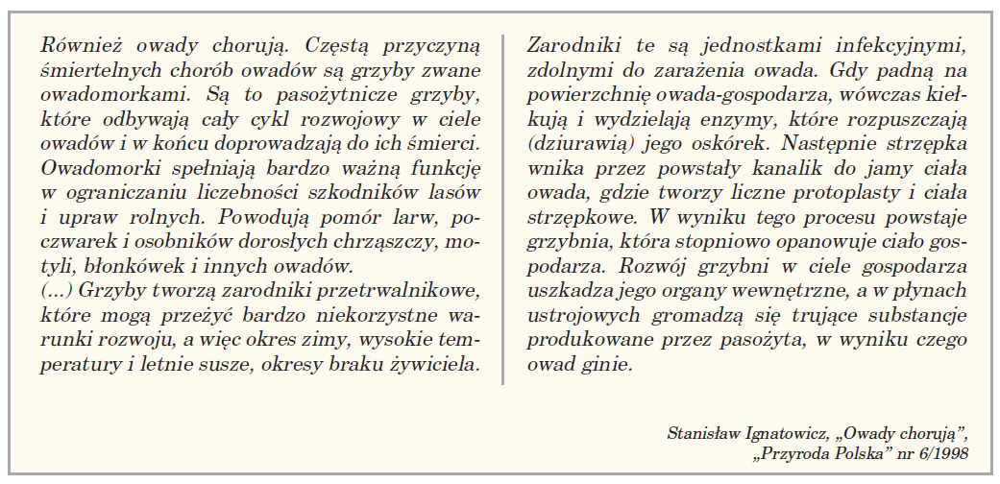 Również owady chorują. Częstą przyczyną
śmiertelnych chorób owadów są grzyby zwane
owadomorkami. Są to pasożytnicze grzyby,
które odbywają cały cykl rozwojowy w ciele
owadów i w końcu doprowadzają do ich śmierci.
Owadomorki spełniają bardzo ważną funkcję
w ograniczaniu liczebności szkodników lasów
i upraw rolnych. Powodują pomór larw, po-
czwarek i osobników dorosłych chrząszczy, mo-
tyli, błonkówek i innych owadów.
(...) Grzyby tworzą zarodniki przetrwalnikowe,
które mogą przeżyć bardzo niekorzystne wa-
runki rozwoju, a więc okres zimy, wysokie tem-
peratury i letnie susze, okresy braku żywiciela.
Zarodniki te są jednostkami infekcyjnymi,
zdolnymi do zarażenia owada. Gdy padną na
powierzchnię owada-gospodarza, wówczas kieł-
kują i wydzielają enzymy, które rozpuszczają
(dziurawią) jego oskórek. Następnie strzępka
wnika przez powstały kanalik do jamy ciała
owada, gdzie tworzy liczne protoplasty i ciała
strzępkowe. W wyniku tego procesu powstaje
grzybnia, która stopniowo opanowuje ciało gos-
podarza. Rozwój grzybni w ciele gospodarza
uszkadza jego organy wewnętrzne, a w płynach
ustrojowych gromadzą się trujące substancje
produkowane przez pasożyta, w wyniku czego
owad ginie.
Stanisław Ignatowicz, „Owady chorują”,
„Przyroda Polska” nr 6/1998